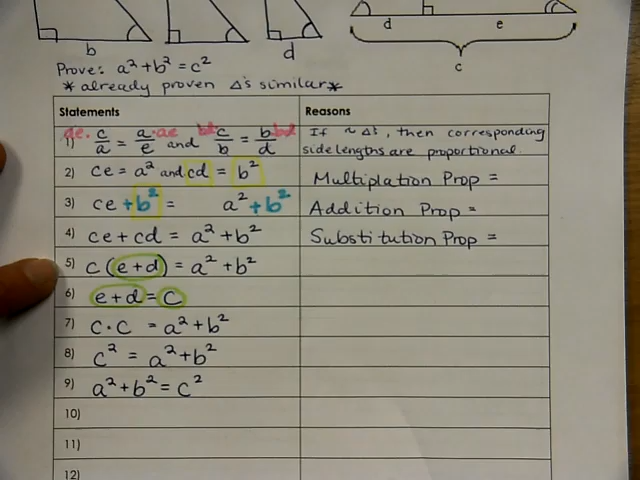 b
d
d e
c
Prove: a² + b² = c²
* already proven Δ's similar *
Statements Reasons
1) ae· c/a = a/e ·ae and bd· c/b = b/d ·bd If ~ Δ's, then corresponding side lengths are proportional.
2) ce = a² and cd = b² Multiplation Prop =
3) ce + b² = a² + b² Addition Prop =
4) ce + cd = a² + b² Substitution Prop =
5) c (e+d) = a² + b²
6) e+d = c
7) c · c = a² + b²
8) c² = a² + b²
9) a² + b² = c²
10)
11)
12)